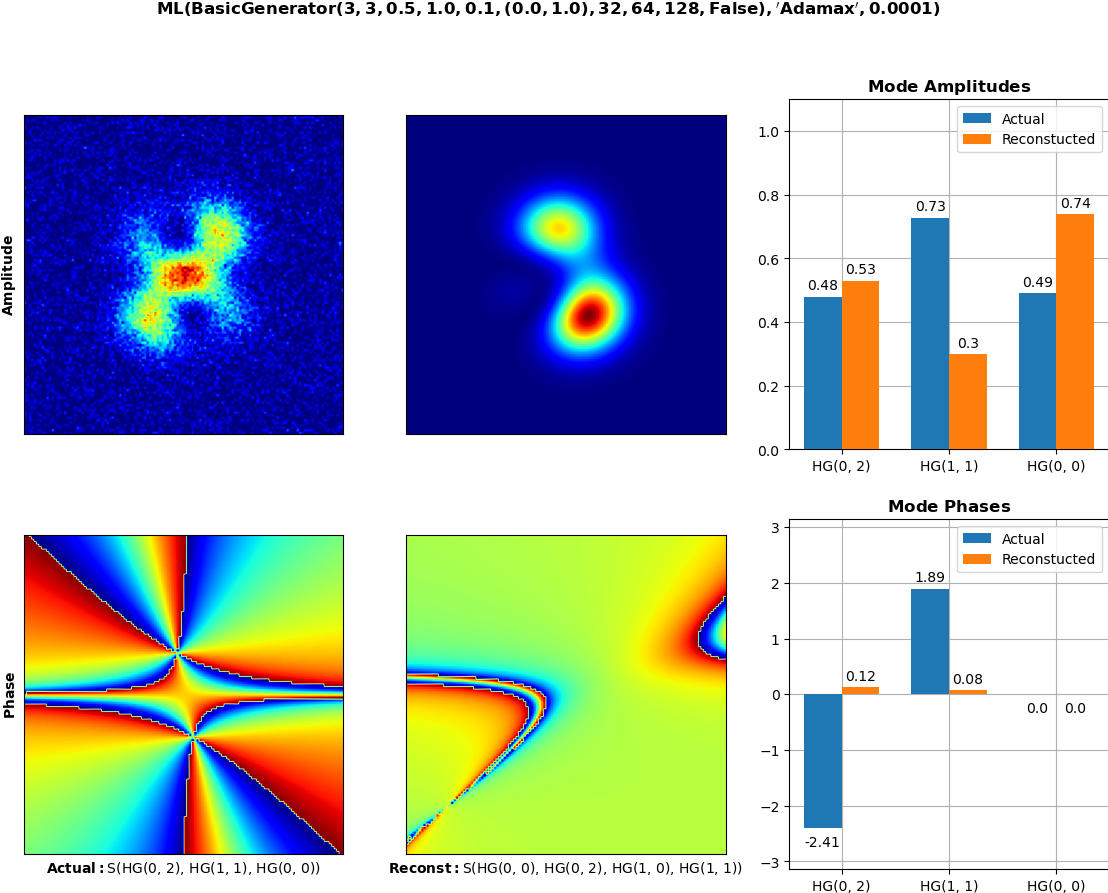 ML(BasicGenerator(3, 3, 0.5, 1.0, 0.1, (0.0, 1.0), 32, 64, 128, False), ′Adamax′, 0.0001)
Amplitude
Mode Amplitudes
Actual
Reconstucted
1.0
0.8
0.6
0.4
0.2
0.0
0.48
0.53
0.73
0.3
0.49
0.74
HG(0, 2)
HG(1, 1)
HG(0, 0)
Phase
Mode Phases
Actual
Reconstucted
3
2
1
0
−1
−2
−3
-2.41
0.12
1.89
0.08
0.0
0.0
HG(0, 2)
HG(1, 1)
HG(0, 0)
Actual: S(HG(0, 2), HG(1, 1), HG(0, 0))
Reconst: S(HG(0, 0), HG(0, 2), HG(1, 0), HG(1, 1))